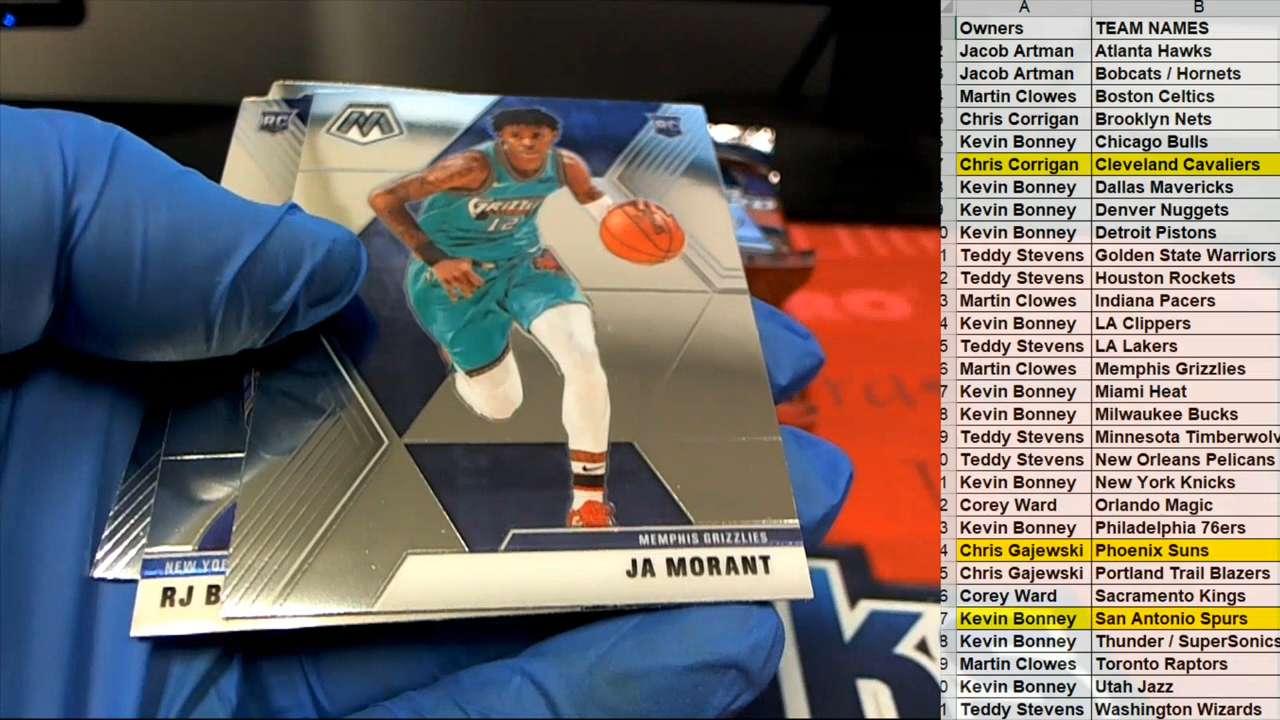 RC
RC
GRIZZLI
12
MEMPHIS GRIZZLIES
JA MORANT
NEW YO
RJ B
A B
Owners TEAM NAMES
Jacob Artman Atlanta Hawks
Jacob Artman Bobcats / Hornets
Martin Clowes Boston Celtics
Chris Corrigan Brooklyn Nets
Kevin Bonney Chicago Bulls
Chris Corrigan Cleveland Cavaliers
Kevin Bonney Dallas Mavericks
Kevin Bonney Denver Nuggets
Kevin Bonney Detroit Pistons
Teddy Stevens Golden State Warriors
Teddy Stevens Houston Rockets
Martin Clowes Indiana Pacers
Kevin Bonney LA Clippers
Teddy Stevens LA Lakers
Martin Clowes Memphis Grizzlies
Kevin Bonney Miami Heat
Kevin Bonney Milwaukee Bucks
Teddy Stevens Minnesota Timberwolv
Teddy Stevens New Orleans Pelicans
Kevin Bonney New York Knicks
Corey Ward Orlando Magic
Kevin Bonney Philadelphia 76ers
Chris Gajewski Phoenix Suns
Chris Gajewski Portland Trail Blazers
Corey Ward Sacramento Kings
Kevin Bonney San Antonio Spurs
Kevin Bonney Thunder / SuperSonics
Martin Clowes Toronto Raptors
Kevin Bonney Utah Jazz
Teddy Stevens Washington Wizards